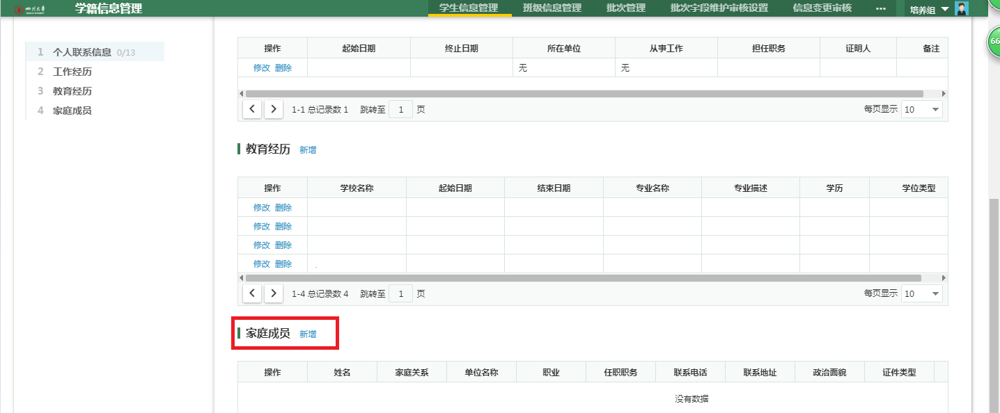 四川大学 学籍信息管理 学生信息管理 班级信息管理 批次管理 批次字段维护审核设置 信息变更审核 ••• 培养组
66
1 个人联系信息 0/13
2 工作经历
3 教育经历
4 家庭成员
操作 起始日期 终止日期 所在单位 从事工作 担任职务 证明人 备注
修改 删除 无 无
1-1 总记录数 1 跳转至 1 页 每页显示 10
教育经历 新增
操作 学校名称 起始日期 结束日期 专业名称 专业描述 学历 学位类型
修改 删除
修改 删除
修改 删除
修改 删除 .
1-4 总记录数 4 跳转至 1 页 每页显示 10
家庭成员 新增
操作 姓名 家庭关系 单位名称 职业 任职职务 联系电话 联系地址 政治面貌 证件类型
没有数据